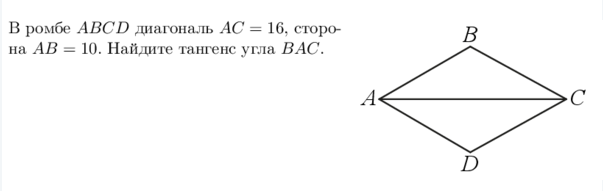 В ромбе ABCD диагональ AC = 16, сторо-
на AB = 10. Найдите тангенс угла BAC.
B
A
C
D